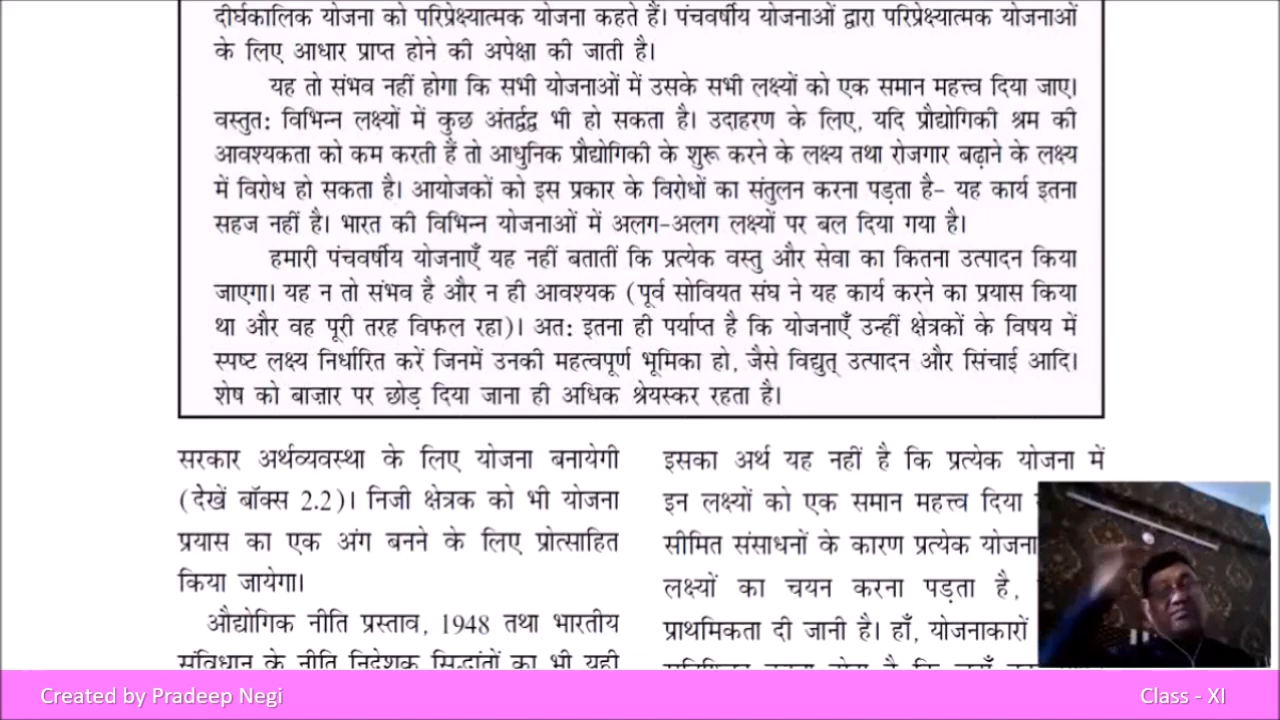 दीर्घकालिक योजना को परिप्रेक्ष्यात्मक योजना कहते हैं। पंचवर्षीय योजनाओं द्वारा परिप्रेक्ष्यात्मक योजनाओं
के लिए आधार प्राप्त होने की अपेक्षा की जाती है।
यह तो संभव नहीं होगा कि सभी योजनाओं में उसके सभी लक्ष्यों को एक समान महत्त्व दिया जाए।
वस्तुत: विभिन्न लक्ष्यों में कुछ अंतर्द्वंद्व भी हो सकता है। उदाहरण के लिए, यदि प्रौद्योगिकी श्रम की
आवश्यकता को कम करती हैं तो आधुनिक प्रौद्योगिकी के शुरू करने के लक्ष्य तथा रोजगार बढ़ाने के लक्ष्य
में विरोध हो सकता है। आयोजकों को इस प्रकार के विरोधों का संतुलन करना पड़ता है- यह कार्य इतना
सहज नहीं है। भारत की विभिन्न योजनाओं में अलग-अलग लक्ष्यों पर बल दिया गया है।
हमारी पंचवर्षीय योजनाएँ यह नहीं बतातीं कि प्रत्येक वस्तु और सेवा का कितना उत्पादन किया
जाएगा। यह न तो संभव है और न ही आवश्यक (पूर्व सोवियत संघ ने यह कार्य करने का प्रयास किया
था और वह पूरी तरह विफल रहा)। अत: इतना ही पर्याप्त है कि योजनाएँ उन्हीं क्षेत्रकों के विषय में
स्पष्ट लक्ष्य निर्धारित करें जिनमें उनकी महत्वपूर्ण भूमिका हो, जैसे विद्युत् उत्पादन और सिंचाई आदि।
शेष को बाज़ार पर छोड़ दिया जाना ही अधिक श्रेयस्कर रहता है।
सरकार अर्थव्यवस्था के लिए योजना बनायेगी
(देखें बॉक्स 2.2)। निजी क्षेत्रक को भी योजना
प्रयास का एक अंग बनने के लिए प्रोत्साहित
किया जायेगा।
औद्योगिक नीति प्रस्ताव, 1948 तथा भारतीय
संविधान के नीति निदेशक सिद्धांतों का भी यही
इसका अर्थ यह नहीं है कि प्रत्येक योजना में
इन लक्ष्यों को एक समान महत्त्व दिया
सीमित संसाधनों के कारण प्रत्येक योजना
लक्ष्यों का चयन करना पड़ता है,
प्राथमिकता दी जानी है। हाँ, योजनाकारों
Created by Pradeep Negi
Class - XI